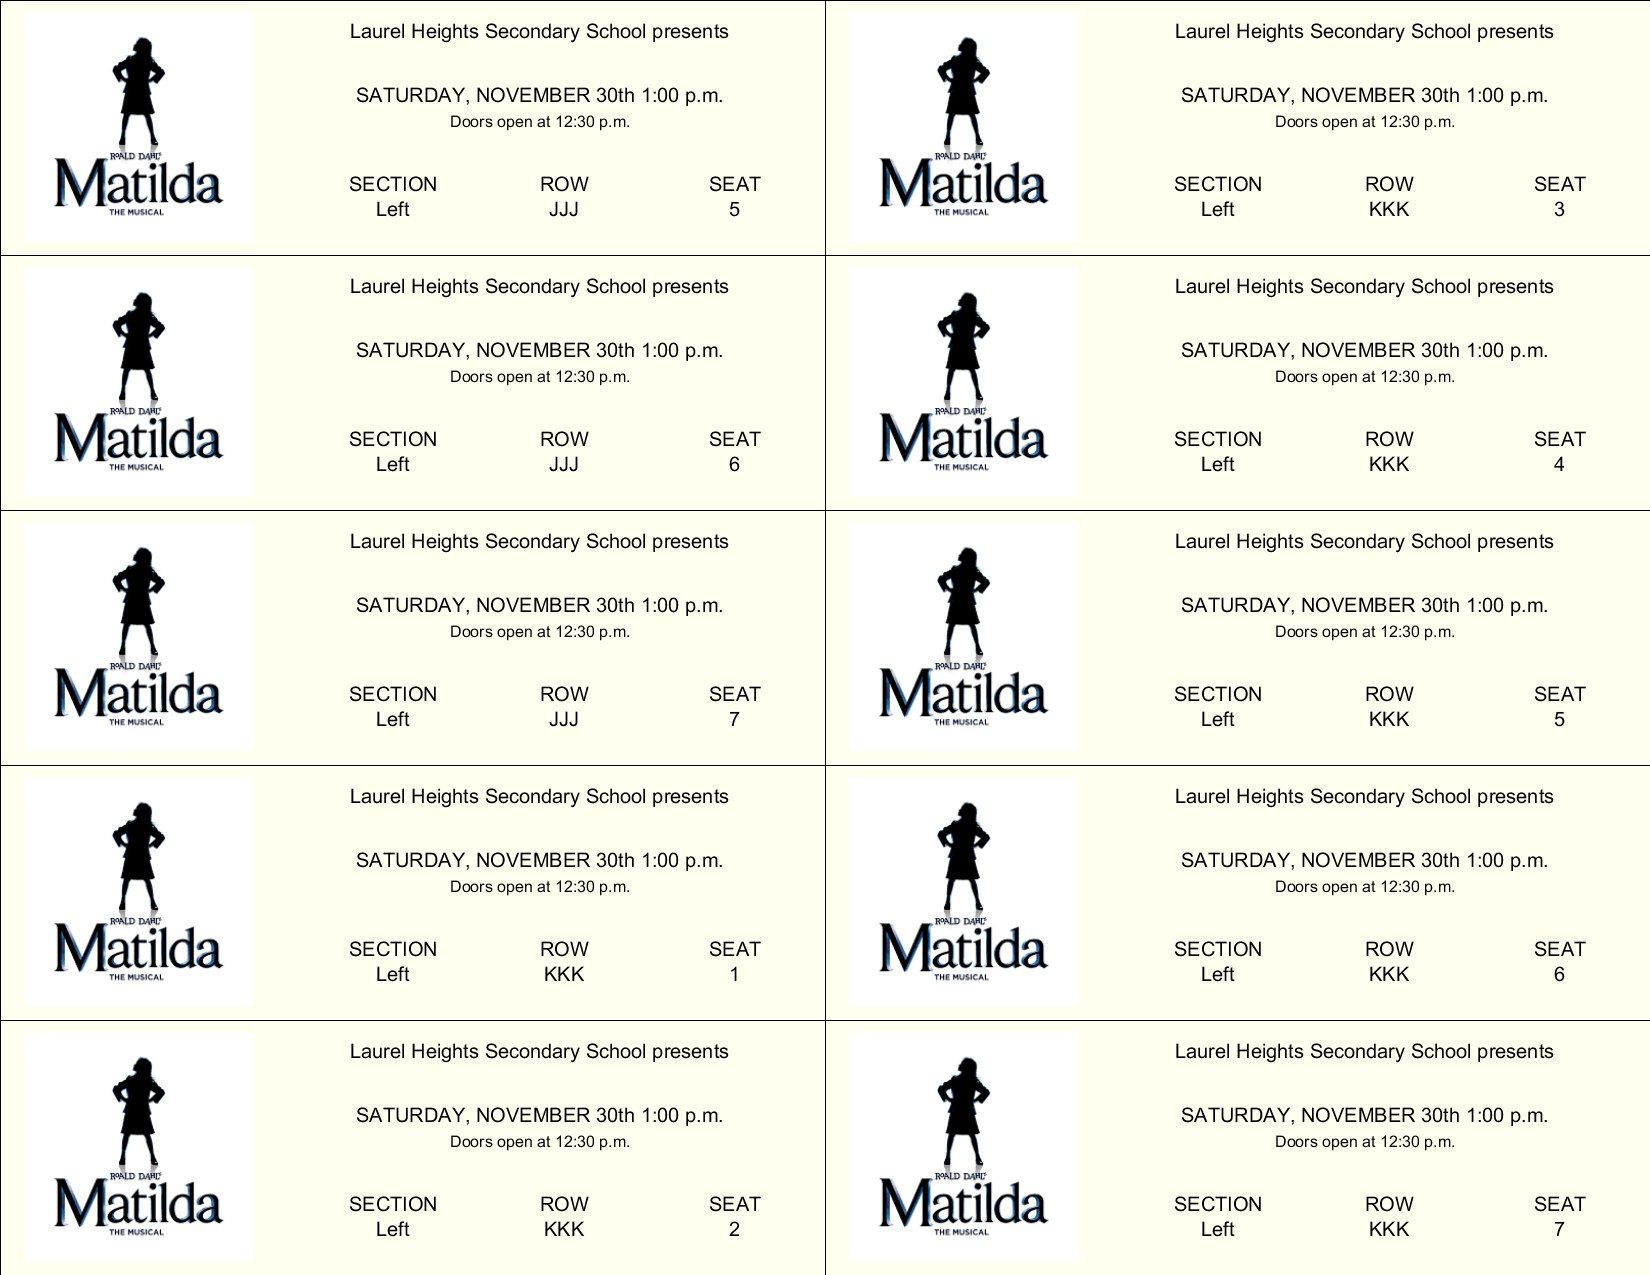 Laurel Heights Secondary School presents
SATURDAY, NOVEMBER 30th 1:00 p.m.
Doors open at 12:30 p.m.
ROALD DAHL'S
Matilda
THE MUSICAL
SECTION ROW SEAT
Left JJJ 5
Laurel Heights Secondary School presents
SATURDAY, NOVEMBER 30th 1:00 p.m.
Doors open at 12:30 p.m.
ROALD DAHL'S
Matilda
THE MUSICAL
SECTION ROW SEAT
Left KKK 3
Laurel Heights Secondary School presents
SATURDAY, NOVEMBER 30th 1:00 p.m.
Doors open at 12:30 p.m.
ROALD DAHL'S
Matilda
THE MUSICAL
SECTION ROW SEAT
Left JJJ 6
Laurel Heights Secondary School presents
SATURDAY, NOVEMBER 30th 1:00 p.m.
Doors open at 12:30 p.m.
ROALD DAHL'S
Matilda
THE MUSICAL
SECTION ROW SEAT
Left KKK 4
Laurel Heights Secondary School presents
SATURDAY, NOVEMBER 30th 1:00 p.m.
Doors open at 12:30 p.m.
ROALD DAHL'S
Matilda
THE MUSICAL
SECTION ROW SEAT
Left JJJ 7
Laurel Heights Secondary School presents
SATURDAY, NOVEMBER 30th 1:00 p.m.
Doors open at 12:30 p.m.
ROALD DAHL'S
Matilda
THE MUSICAL
SECTION ROW SEAT
Left KKK 5
Laurel Heights Secondary School presents
SATURDAY, NOVEMBER 30th 1:00 p.m.
Doors open at 12:30 p.m.
ROALD DAHL'S
Matilda
THE MUSICAL
SECTION ROW SEAT
Left KKK 1
Laurel Heights Secondary School presents
SATURDAY, NOVEMBER 30th 1:00 p.m.
Doors open at 12:30 p.m.
ROALD DAHL'S
Matilda
THE MUSICAL
SECTION ROW SEAT
Left KKK 6
Laurel Heights Secondary School presents
SATURDAY, NOVEMBER 30th 1:00 p.m.
Doors open at 12:30 p.m.
ROALD DAHL'S
Matilda
THE MUSICAL
SECTION ROW SEAT
Left KKK 2
Laurel Heights Secondary School presents
SATURDAY, NOVEMBER 30th 1:00 p.m.
Doors open at 12:30 p.m.
ROALD DAHL'S
Matilda
THE MUSICAL
SECTION ROW SEAT
Left KKK 7